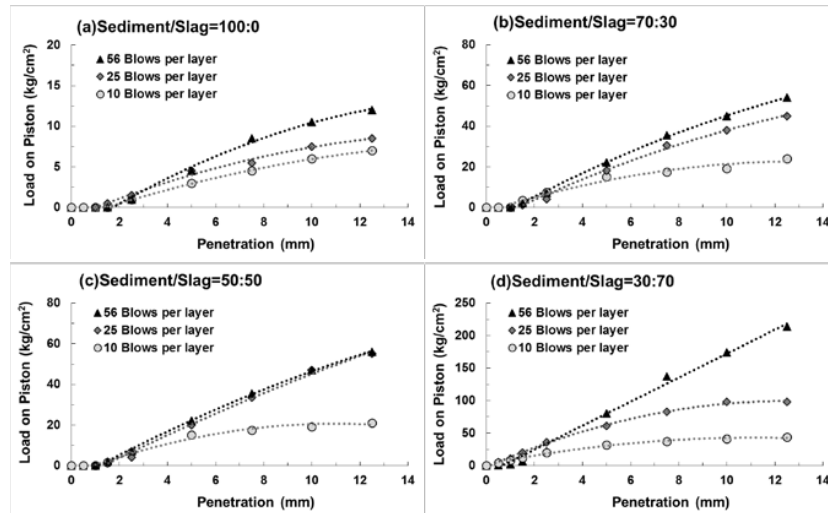 (a)Sediment/Slag=100:0
56 Blows per layer
25 Blows per layer
10 Blows per layer
Load on Piston (kg/cm²)
20
15
10
5
0
0 2 4 6 8 10 12 14
Penetration (mm)
(b)Sediment/Slag=70:30
56 Blows per layer
25 Blows per layer
10 Blows per layer
Load on Piston (kg/cm²)
80
60
40
20
0
0 2 4 6 8 10 12 14
Penetration (mm)
(c)Sediment/Slag=50:50
56 Blows per layer
25 Blows per layer
10 Blows per layer
Load on Piston (kg/cm²)
80
60
40
20
0
0 2 4 6 8 10 12 14
Penetration (mm)
(d)Sediment/Slag=30:70
56 Blows per layer
25 Blows per layer
10 Blows per layer
Load on Piston (kg/cm²)
250
200
150
100
50
0
0 2 4 6 8 10 12 14
Penetration (mm)